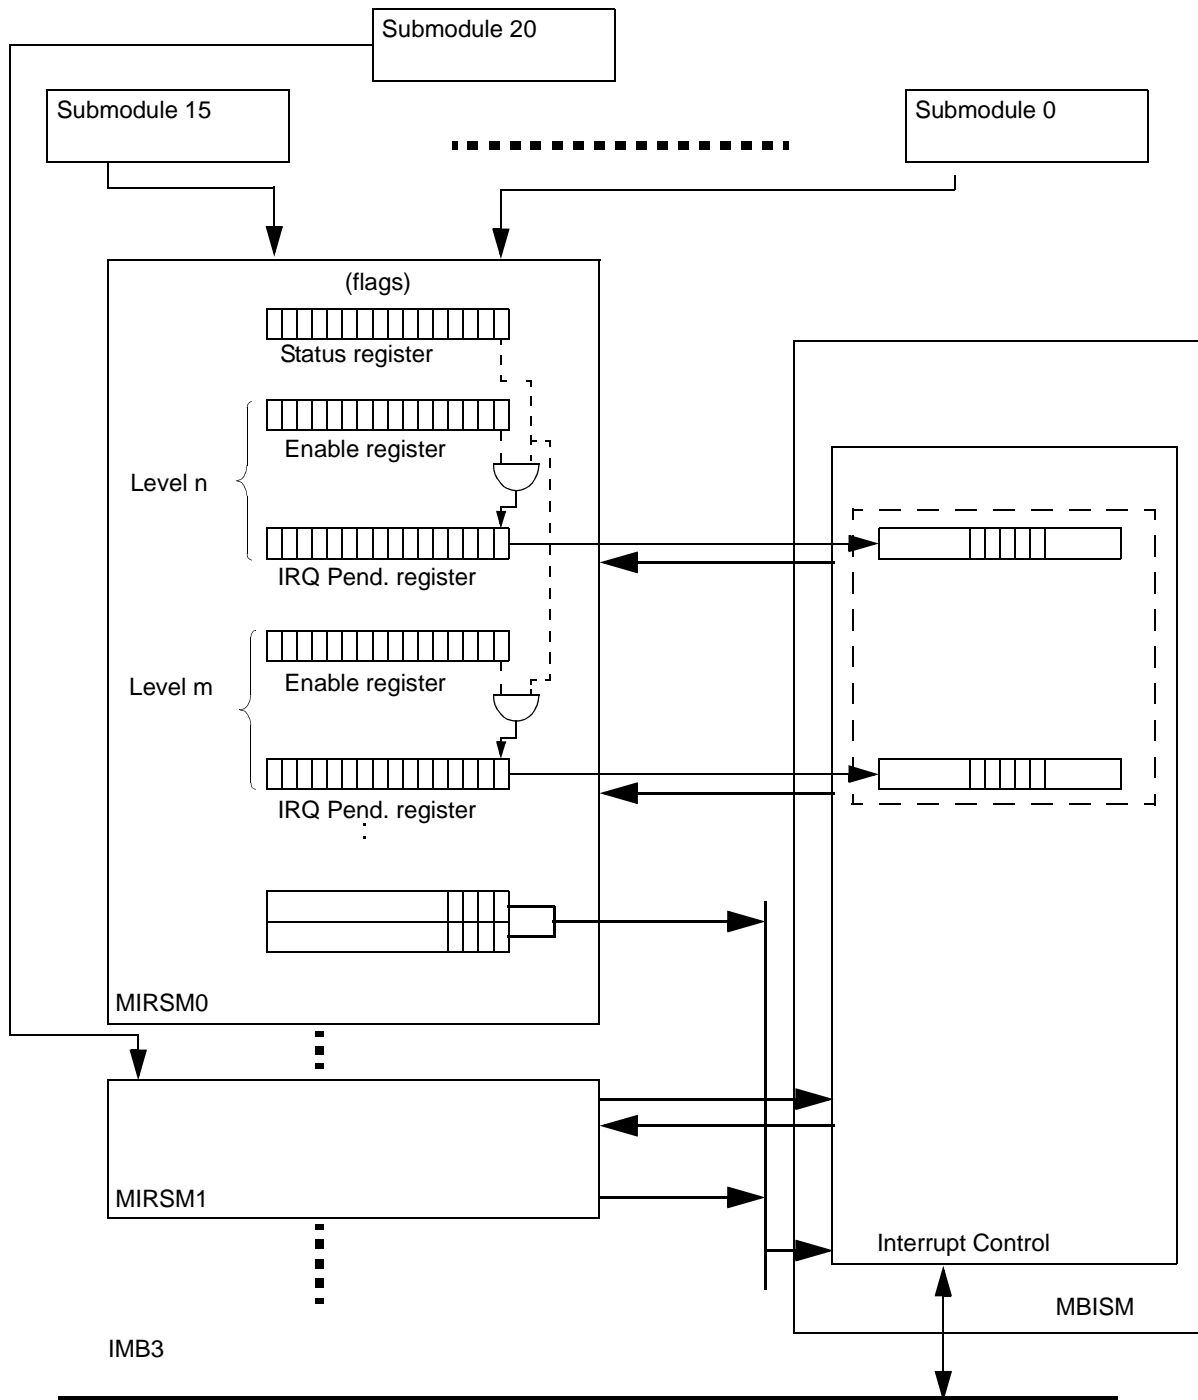 Submodule 20
Submodule 15
Submodule 0
(flags)
Status register
Enable register
Level n
IRQ Pend. register
Enable register
Level m
IRQ Pend. register
MIRSM0
MIRSM1
Interrupt Control
MBISM
IMB3